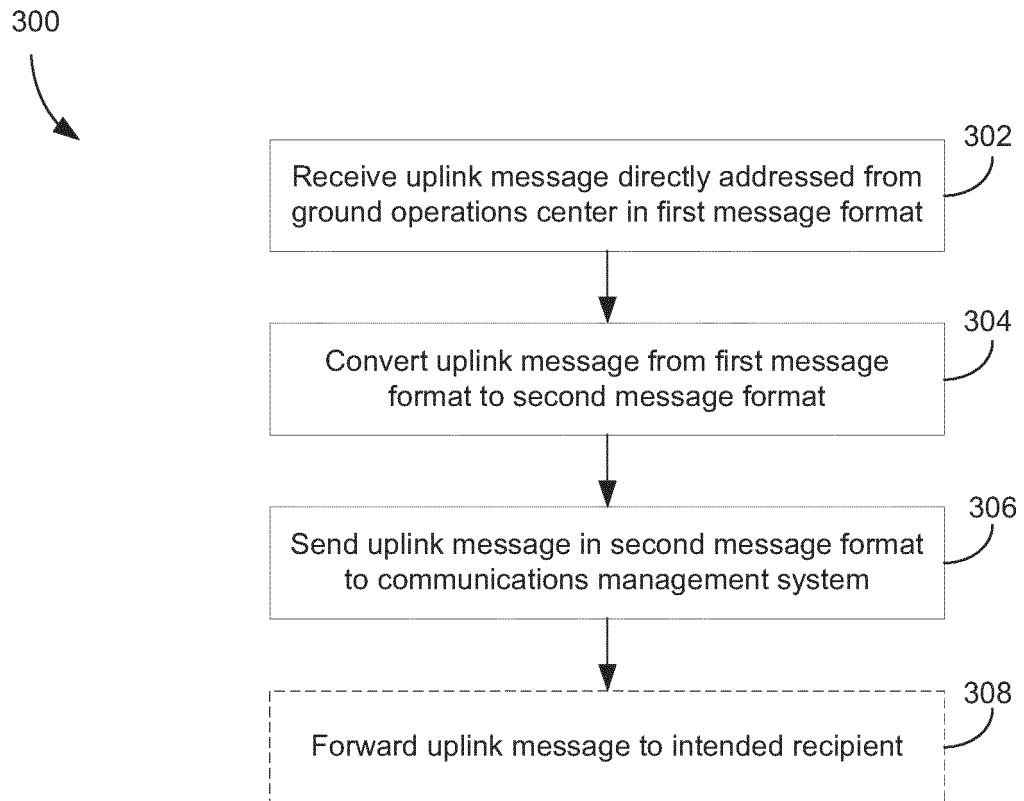 300
302
Receive uplink message directly addressed from
ground operations center in first message format
304
Convert uplink message from first message
format to second message format
306
Send uplink message in second message format
to communications management system
308
Forward uplink message to intended recipient